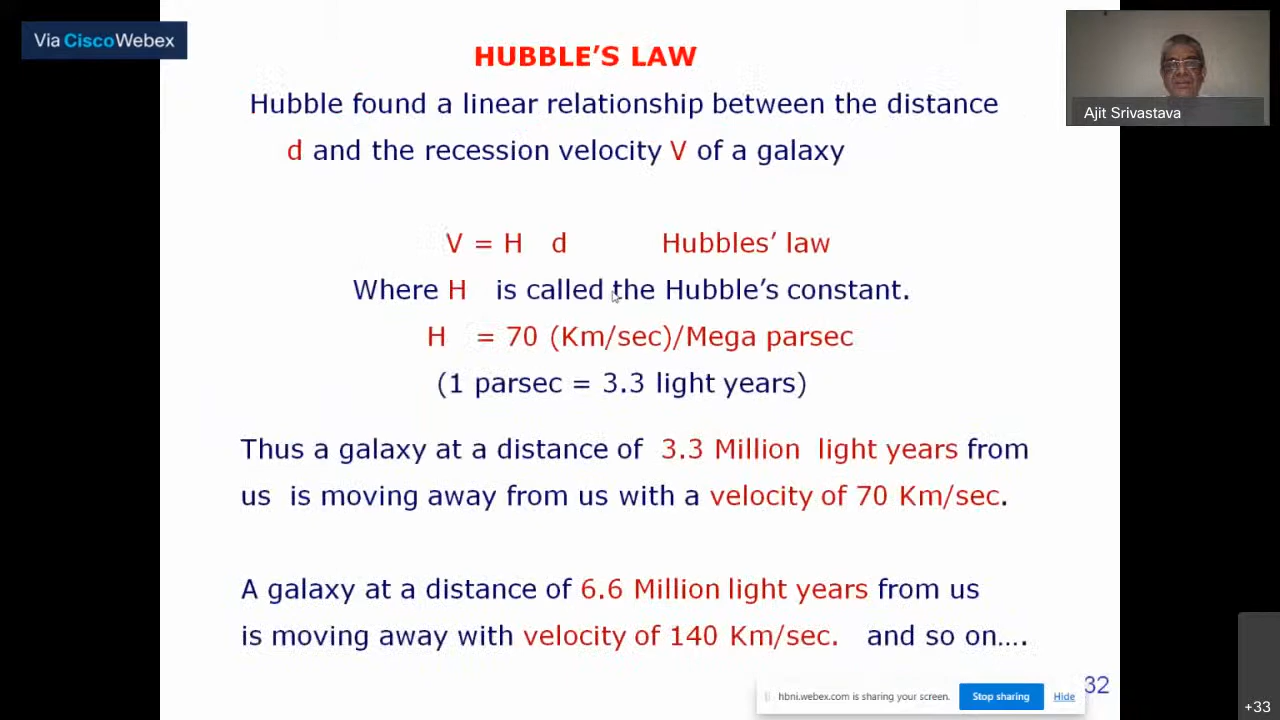 Via CiscoWebex
HUBBLE’S LAW
Hubble found a linear relationship between the distance
d and the recession velocity V of a galaxy
V = H d Hubbles’ law
Where H is called the Hubble’s constant.
H = 70 (Km/sec)/Mega parsec
(1 parsec = 3.3 light years)
Thus a galaxy at a distance of 3.3 Million light years from
us is moving away from us with a velocity of 70 Km/sec.
A galaxy at a distance of 6.6 Million light years from us
is moving away with velocity of 140 Km/sec. and so on….
Ajit Srivastava
hbni.webex.com is sharing your screen. Stop sharing Hide
32
+33